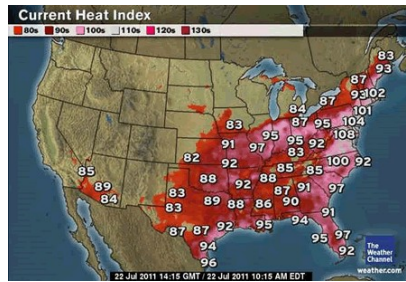 Current Heat Index
80s 90s 100s 110s 120s 130s
83
93
87
93 102
84 87
101
83 87 95 104
95 108
91 97 95 92
83
82 92 85 85 100 92
85
89 88 92 88 91 97
84 83 87
83 89 88 86 90
91
87 87 92 95 94
94 95 97
92
96
The
Weather
Channel
weather.com
22 Jul 2011 14:15 GMT / 22 Jul 2011 10:15 AM EDT